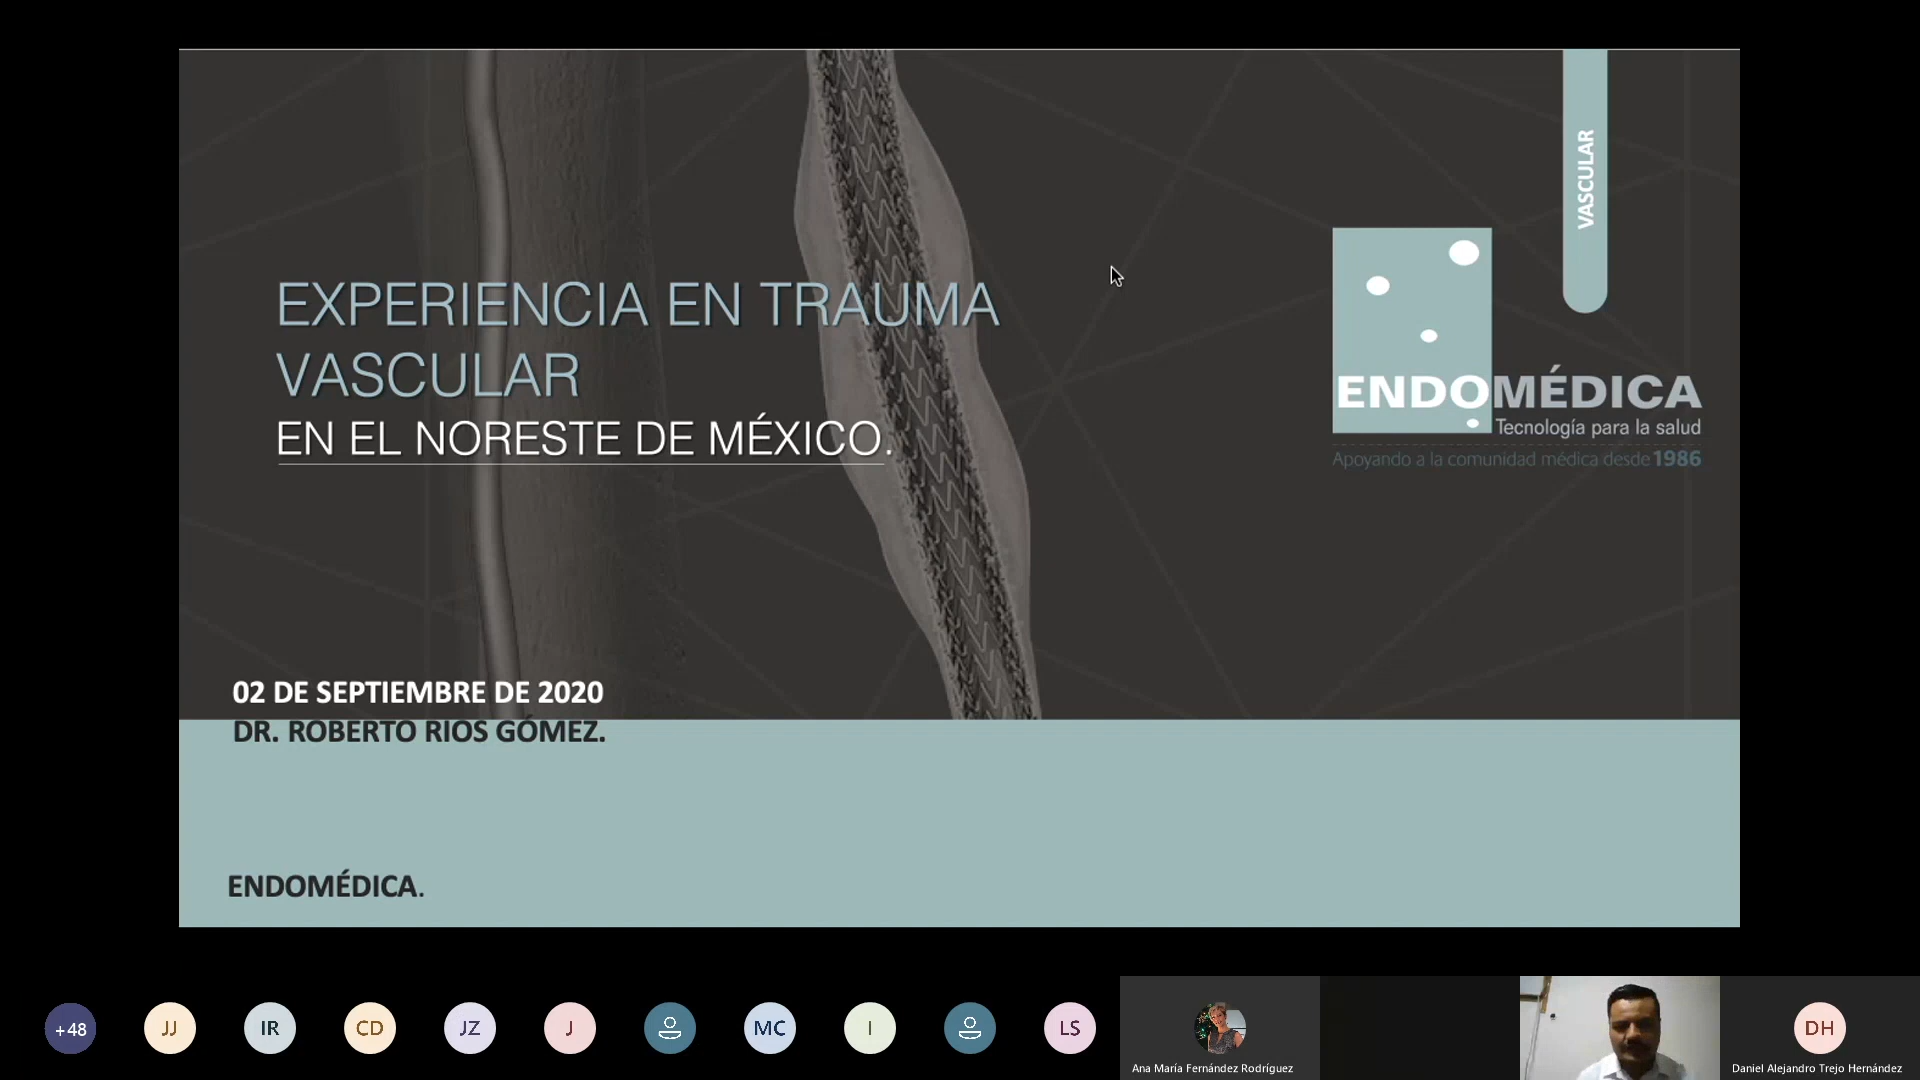 VASCULAR
EXPERIENCIA EN TRAUMA
VASCULAR
EN EL NORESTE DE MÉXICO.
ENDOMÉDICA
Tecnología para la salud
Apoyando a la comunidad médica desde 1986
02 DE SEPTIEMBRE DE 2020
DR. ROBERTO RIOS GÓMEZ.
ENDOMÉDICA.
+48
JJ
IR
CD
JZ
J
MC
I
LS
DH
Ana María Fernández Rodríguez
Daniel Alejandro Trejo Hernández